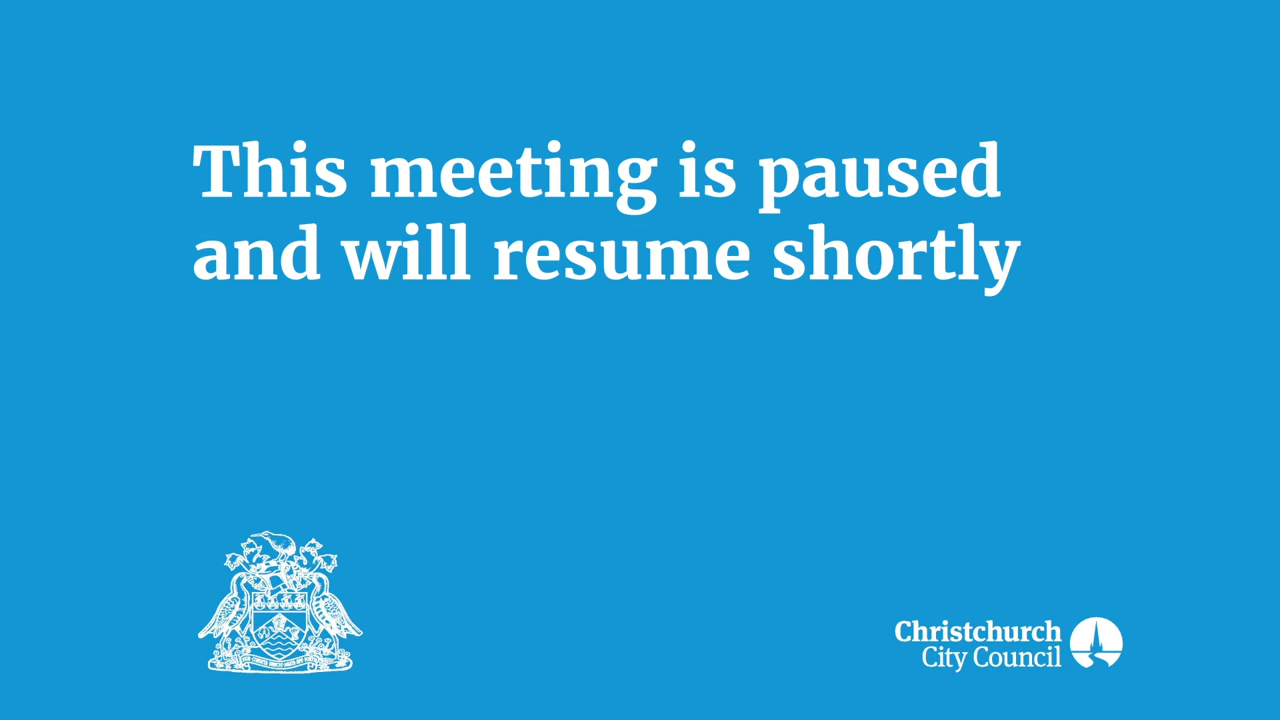 This meeting is paused
and will resume shortly
Christchurch
City Council